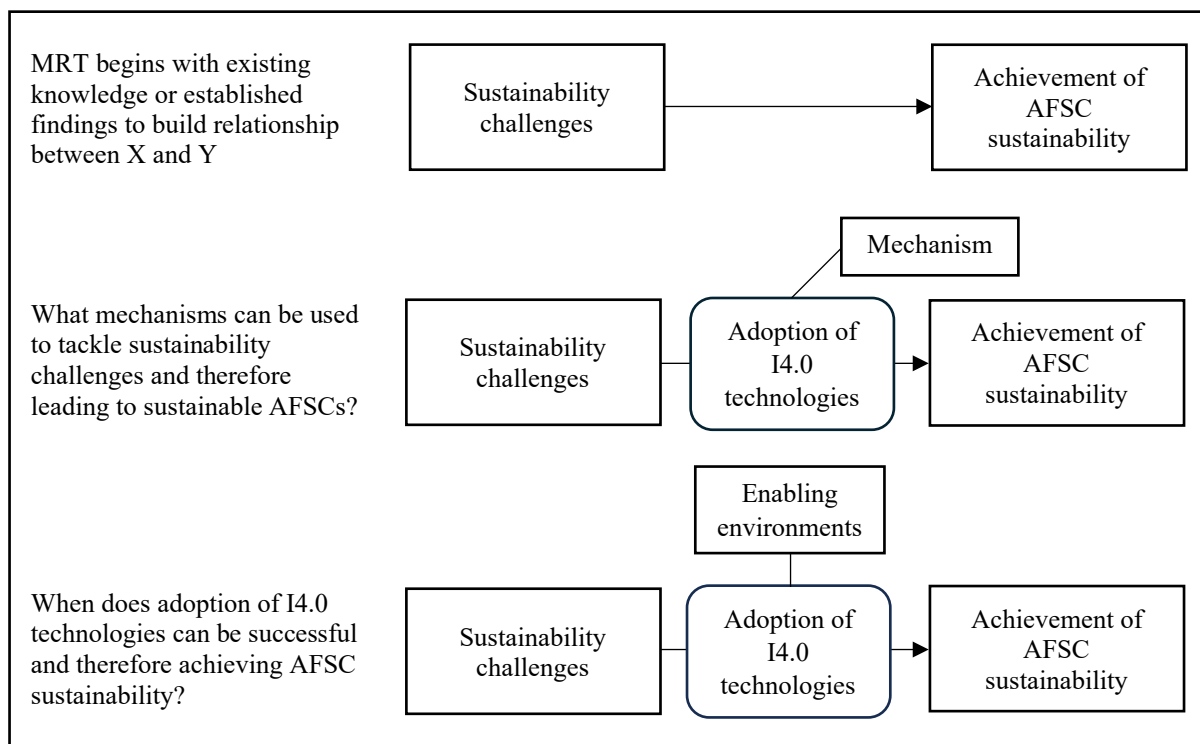 MRT begins with existing
knowledge or established
findings to build relationship
between X and Y
Sustainability
challenges
Achievement of
AFSC
sustainability
Mechanism
What mechanisms can be used
to tackle sustainability
challenges and therefore
leading to sustainable AFSCs?
Sustainability
challenges
Adoption of
I4.0
technologies
Achievement of
AFSC
sustainability
Enabling
environments
When does adoption of I4.0
technologies can be successful
and therefore achieving AFSC
sustainability?
Sustainability
challenges
Adoption of
I4.0
technologies
Achievement of
AFSC
sustainability